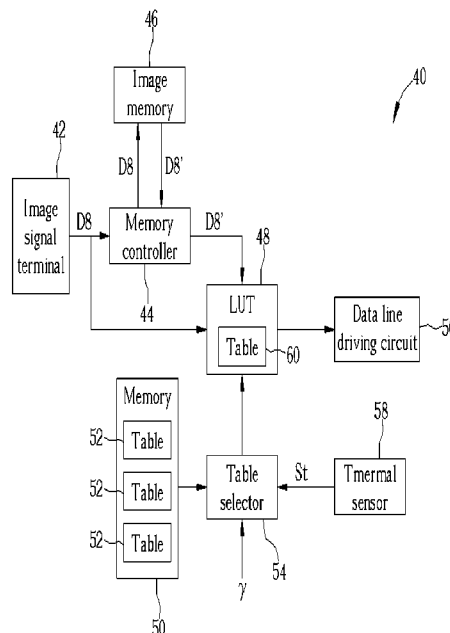 46
Image
memory
40
42
D8
D8'
Image
signal
terminal
D8
Memory
controller
D8'
44
48
LUT
Table
60
Data line
driving circuit
Memory
52
Table
52
Table
52
Table
50
Table
selector
54
St
58
Tmermal
sensor
γ